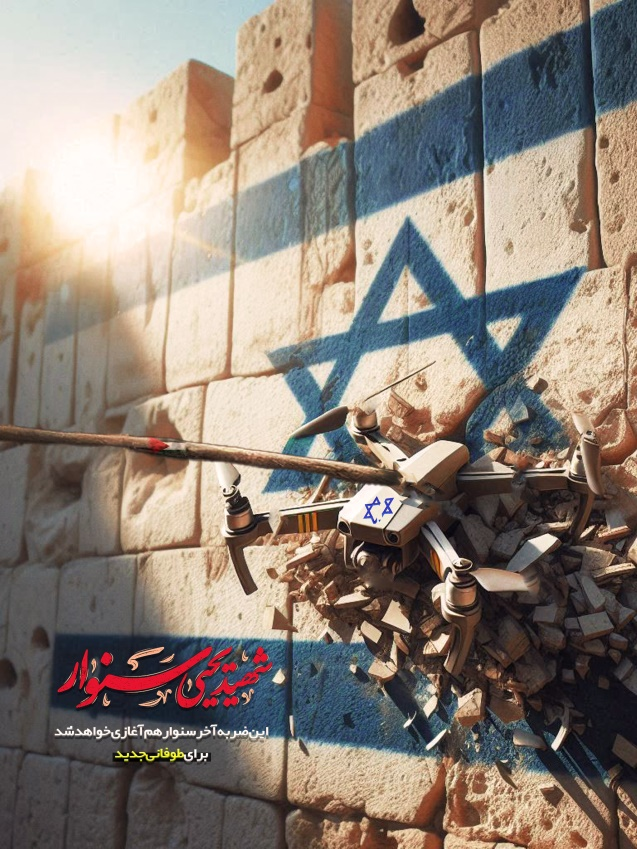 شهید یحیی سنوار
این ضربه آخر سنوار هم آغازی خواهد شد
برای طوفانی جدید